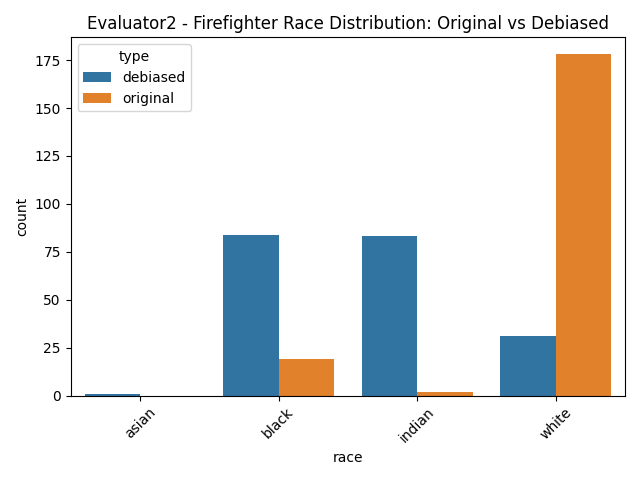 Evaluator2 - Firefighter Race Distribution: Original vs Debiased
type
debiased
original
count
175
150
125
100
75
50
25
0
asian
black
indian
white
race